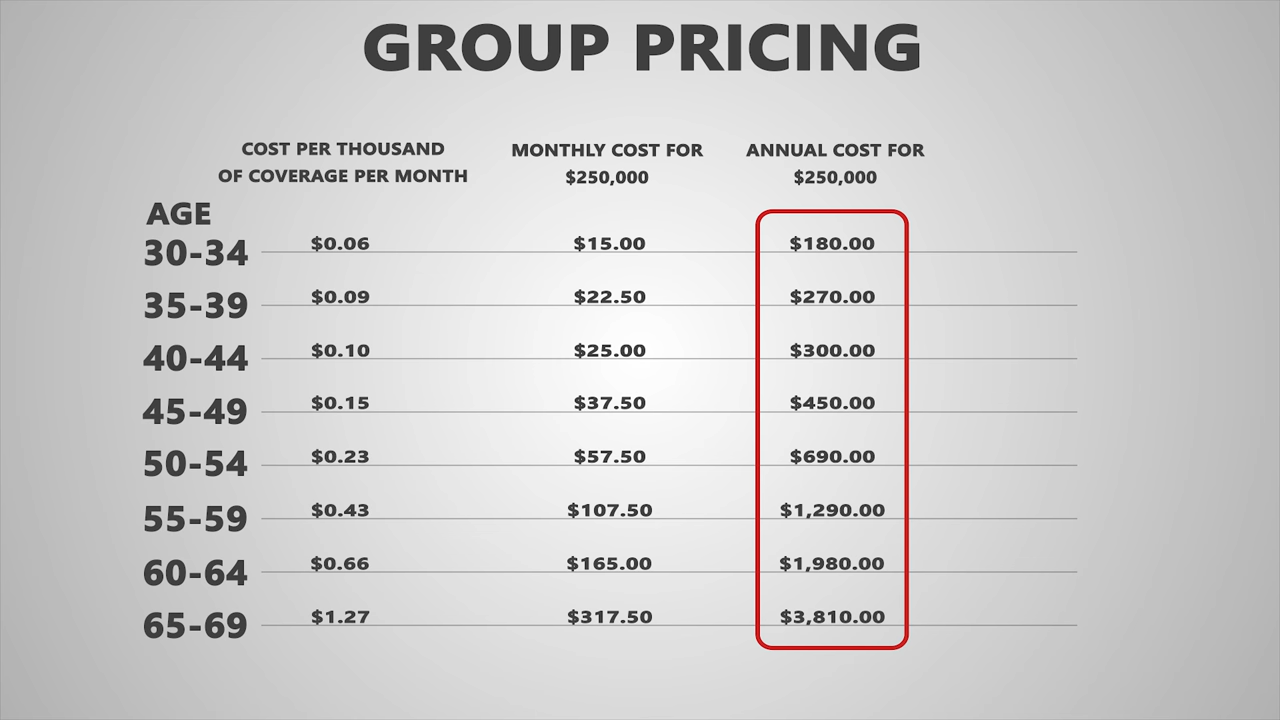 GROUP PRICING
COST PER THOUSAND
OF COVERAGE PER MONTH
MONTHLY COST FOR
$250,000
ANNUAL COST FOR
$250,000
AGE
30-34 $0.06 $15.00 $180.00
35-39 $0.09 $22.50 $270.00
40-44 $0.10 $25.00 $300.00
45-49 $0.15 $37.50 $450.00
50-54 $0.23 $57.50 $690.00
55-59 $0.43 $107.50 $1,290.00
60-64 $0.66 $165.00 $1,980.00
65-69 $1.27 $317.50 $3,810.00